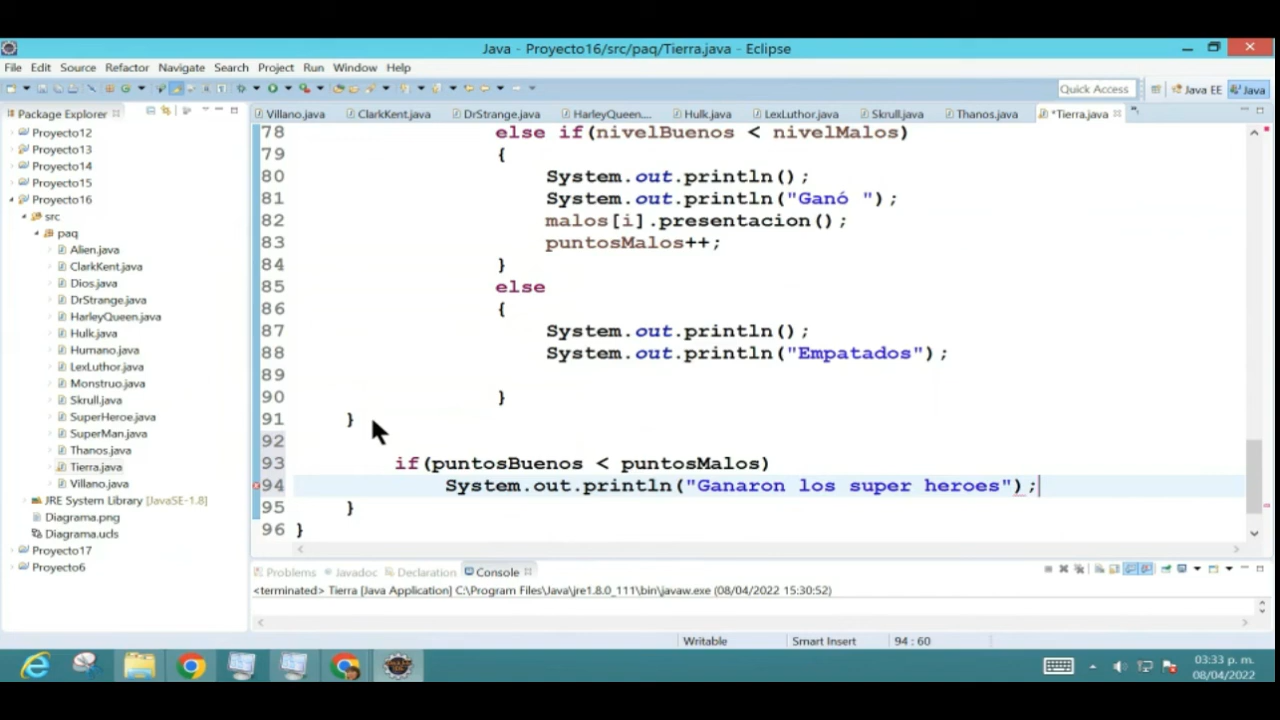 Java - Proyecto16/src/paq/Tierra.java - Eclipse
File Edit Source Refactor Navigate Search Project Run Window Help
Quick Access Java EE Java
Package Explorer
Villano.java ClarkKent.java DrStrange.java HarleyQueen.... Hulk.java LexLuthor.java Skrull.java Thanos.java *Tierra.java
Proyecto12
Proyecto13
Proyecto14
Proyecto15
Proyecto16
src
paq
Alien.java
ClarkKent.java
Dios.java
DrStrange.java
HarleyQueen.java
Hulk.java
Humano.java
LexLuthor.java
Monstruo.java
Skrull.java
SuperHeroe.java
SuperMan.java
Thanos.java
Tierra.java
Villano.java
JRE System Library [JavaSE-1.8]
Diagrama.png
Diagrama.ucls
Proyecto17
Proyecto6
78 else if(nivelBuenos < nivelMalos)
79 {
80 System.out.println();
81 System.out.println("Ganó ");
82 malos[i].presentacion();
83 puntosMalos++;
84 }
85 else
86 {
87 System.out.println();
88 System.out.println("Empatados");
89
90 }
91 }
92
93 if(puntosBuenos < puntosMalos)
94 System.out.println("Ganaron los super heroes");
95 }
96 }
Problems Javadoc Declaration Console
<terminated> Tierra [Java Application] C:\Program Files\Java\jre1.8.0_111\bin\javaw.exe (08/04/2022 15:30:52)
Writable Smart Insert 94 : 60
03:33 p. m.
08/04/2022